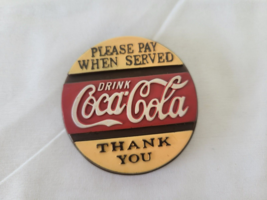 PLEASE PAY
WHEN SERVED
DRINK
Coca-Cola
THANK
YOU